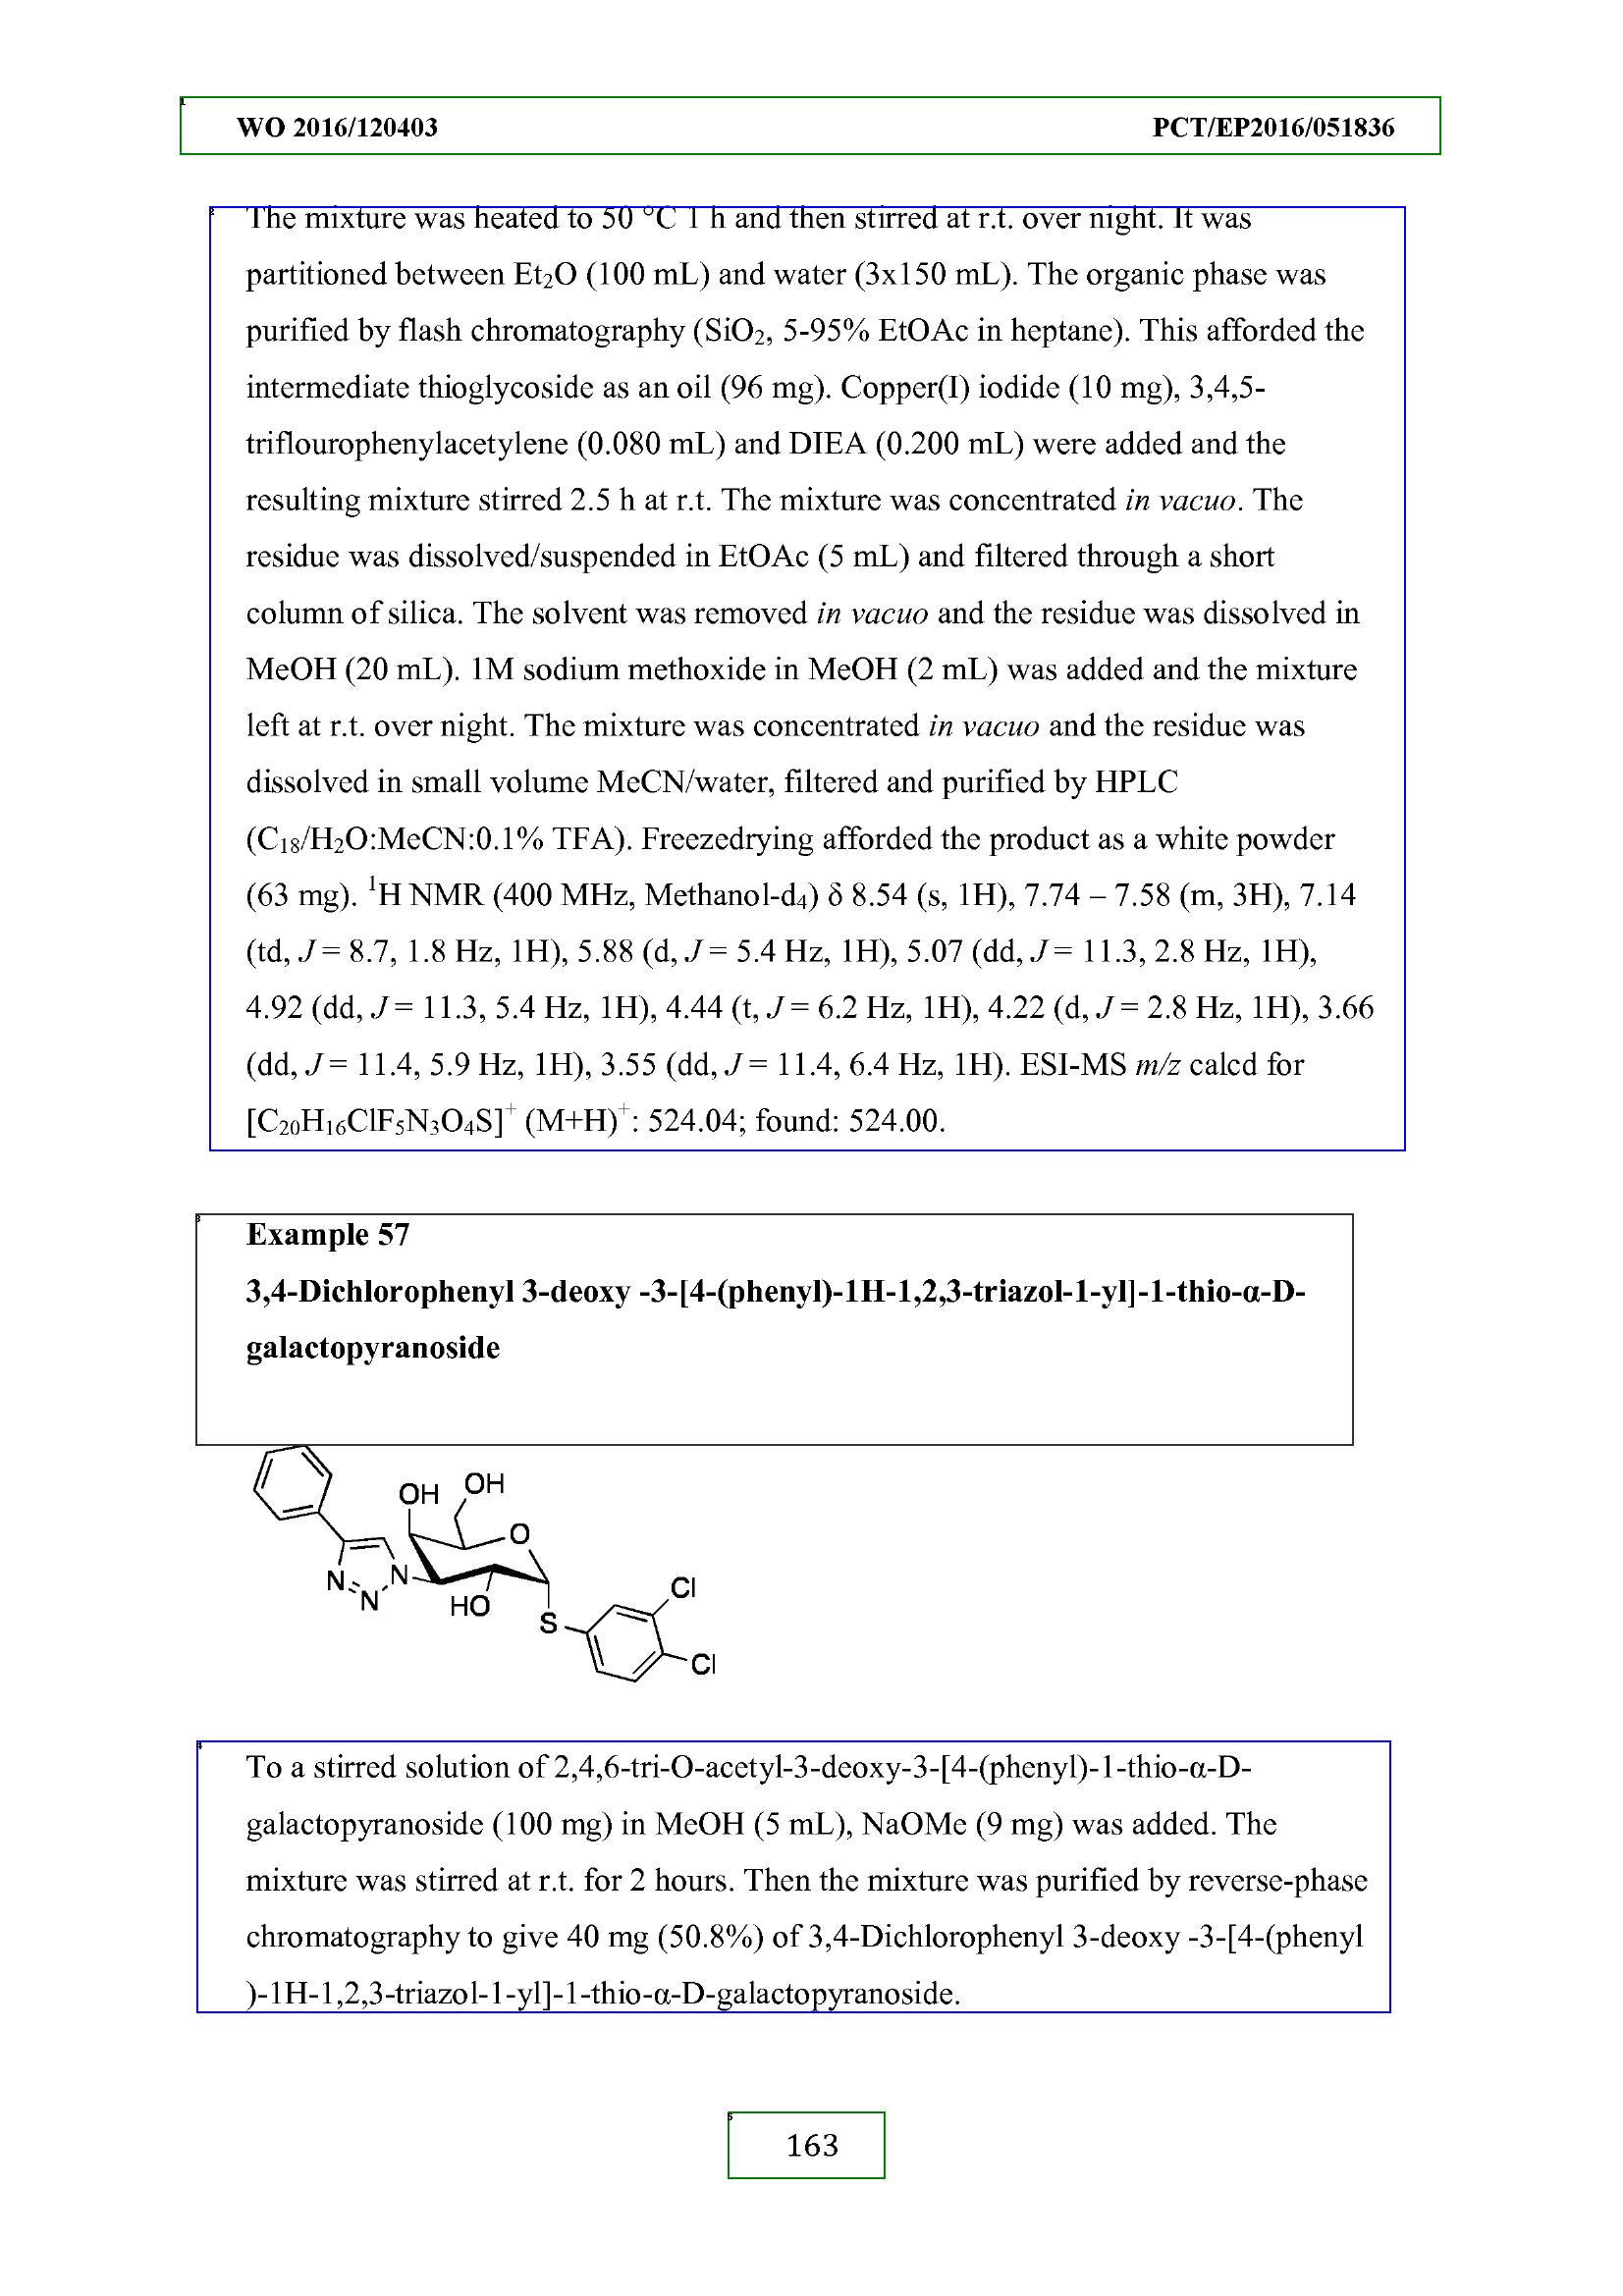 WO 2016/120403 PCT/EP2016/051836
The mixture was heated to 50 °C 1 h and then stirred at r.t. over night. It was
partitioned between Et₂O (100 mL) and water (3x150 mL). The organic phase was
purified by flash chromatography (SiO₂, 5-95% EtOAc in heptane). This afforded the
intermediate thioglycoside as an oil (96 mg). Copper(I) iodide (10 mg), 3,4,5-
triflourophenylacetylene (0.080 mL) and DIEA (0.200 mL) were added and the
resulting mixture stirred 2.5 h at r.t. The mixture was concentrated in vacuo. The
residue was dissolved/suspended in EtOAc (5 mL) and filtered through a short
column of silica. The solvent was removed in vacuo and the residue was dissolved in
MeOH (20 mL). 1M sodium methoxide in MeOH (2 mL) was added and the mixture
left at r.t. over night. The mixture was concentrated in vacuo and the residue was
dissolved in small volume MeCN/water, filtered and purified by HPLC
(C₁₈/H₂O:MeCN:0.1% TFA). Freezedrying afforded the product as a white powder
(63 mg). ¹H NMR (400 MHz, Methanol-d₄) δ 8.54 (s, 1H), 7.74 – 7.58 (m, 3H), 7.14
(td, J = 8.7, 1.8 Hz, 1H), 5.88 (d, J = 5.4 Hz, 1H), 5.07 (dd, J = 11.3, 2.8 Hz, 1H),
4.92 (dd, J = 11.3, 5.4 Hz, 1H), 4.44 (t, J = 6.2 Hz, 1H), 4.22 (d, J = 2.8 Hz, 1H), 3.66
(dd, J = 11.4, 5.9 Hz, 1H), 3.55 (dd, J = 11.4, 6.4 Hz, 1H). ESI-MS m/z calcd for
[C₂₀H₁₆ClF₅N₃O₄S]⁺ (M+H)⁺: 524.04; found: 524.00.
Example 57
3,4-Dichlorophenyl 3-deoxy -3-[4-(phenyl)-1H-1,2,3-triazol-1-yl]-1-thio-α-D-
galactopyranoside
OH OH
O
N N N
HO Cl
S
Cl
To a stirred solution of 2,4,6-tri-O-acetyl-3-deoxy-3-[4-(phenyl)-1-thio-α-D-
galactopyranoside (100 mg) in MeOH (5 mL), NaOMe (9 mg) was added. The
mixture was stirred at r.t. for 2 hours. Then the mixture was purified by reverse-phase
chromatography to give 40 mg (50.8%) of 3,4-Dichlorophenyl 3-deoxy -3-[4-(phenyl
)-1H-1,2,3-triazol-1-yl]-1-thio-α-D-galactopyranoside.
163